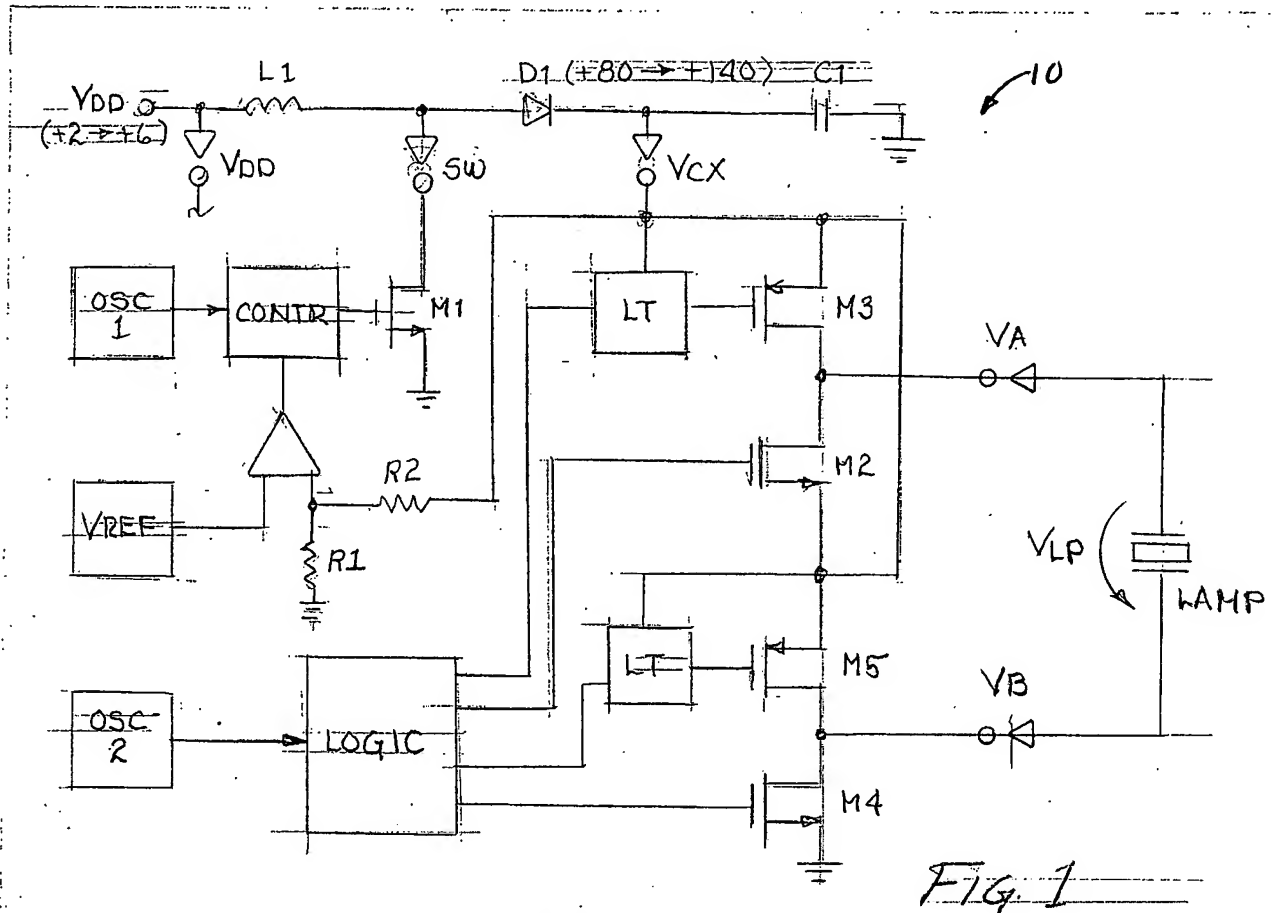 L1
D1 (+80 → +140) C1
10
VDD
(+2 → +6)
VDD
SW
VCX
OSC
1
CONTR
M1
LT
M3
VA
R2
M2
VREF
R1
VLP
LAMP
LT
M5
VB
OSC
2
LOGIC
M4
FIG. 1